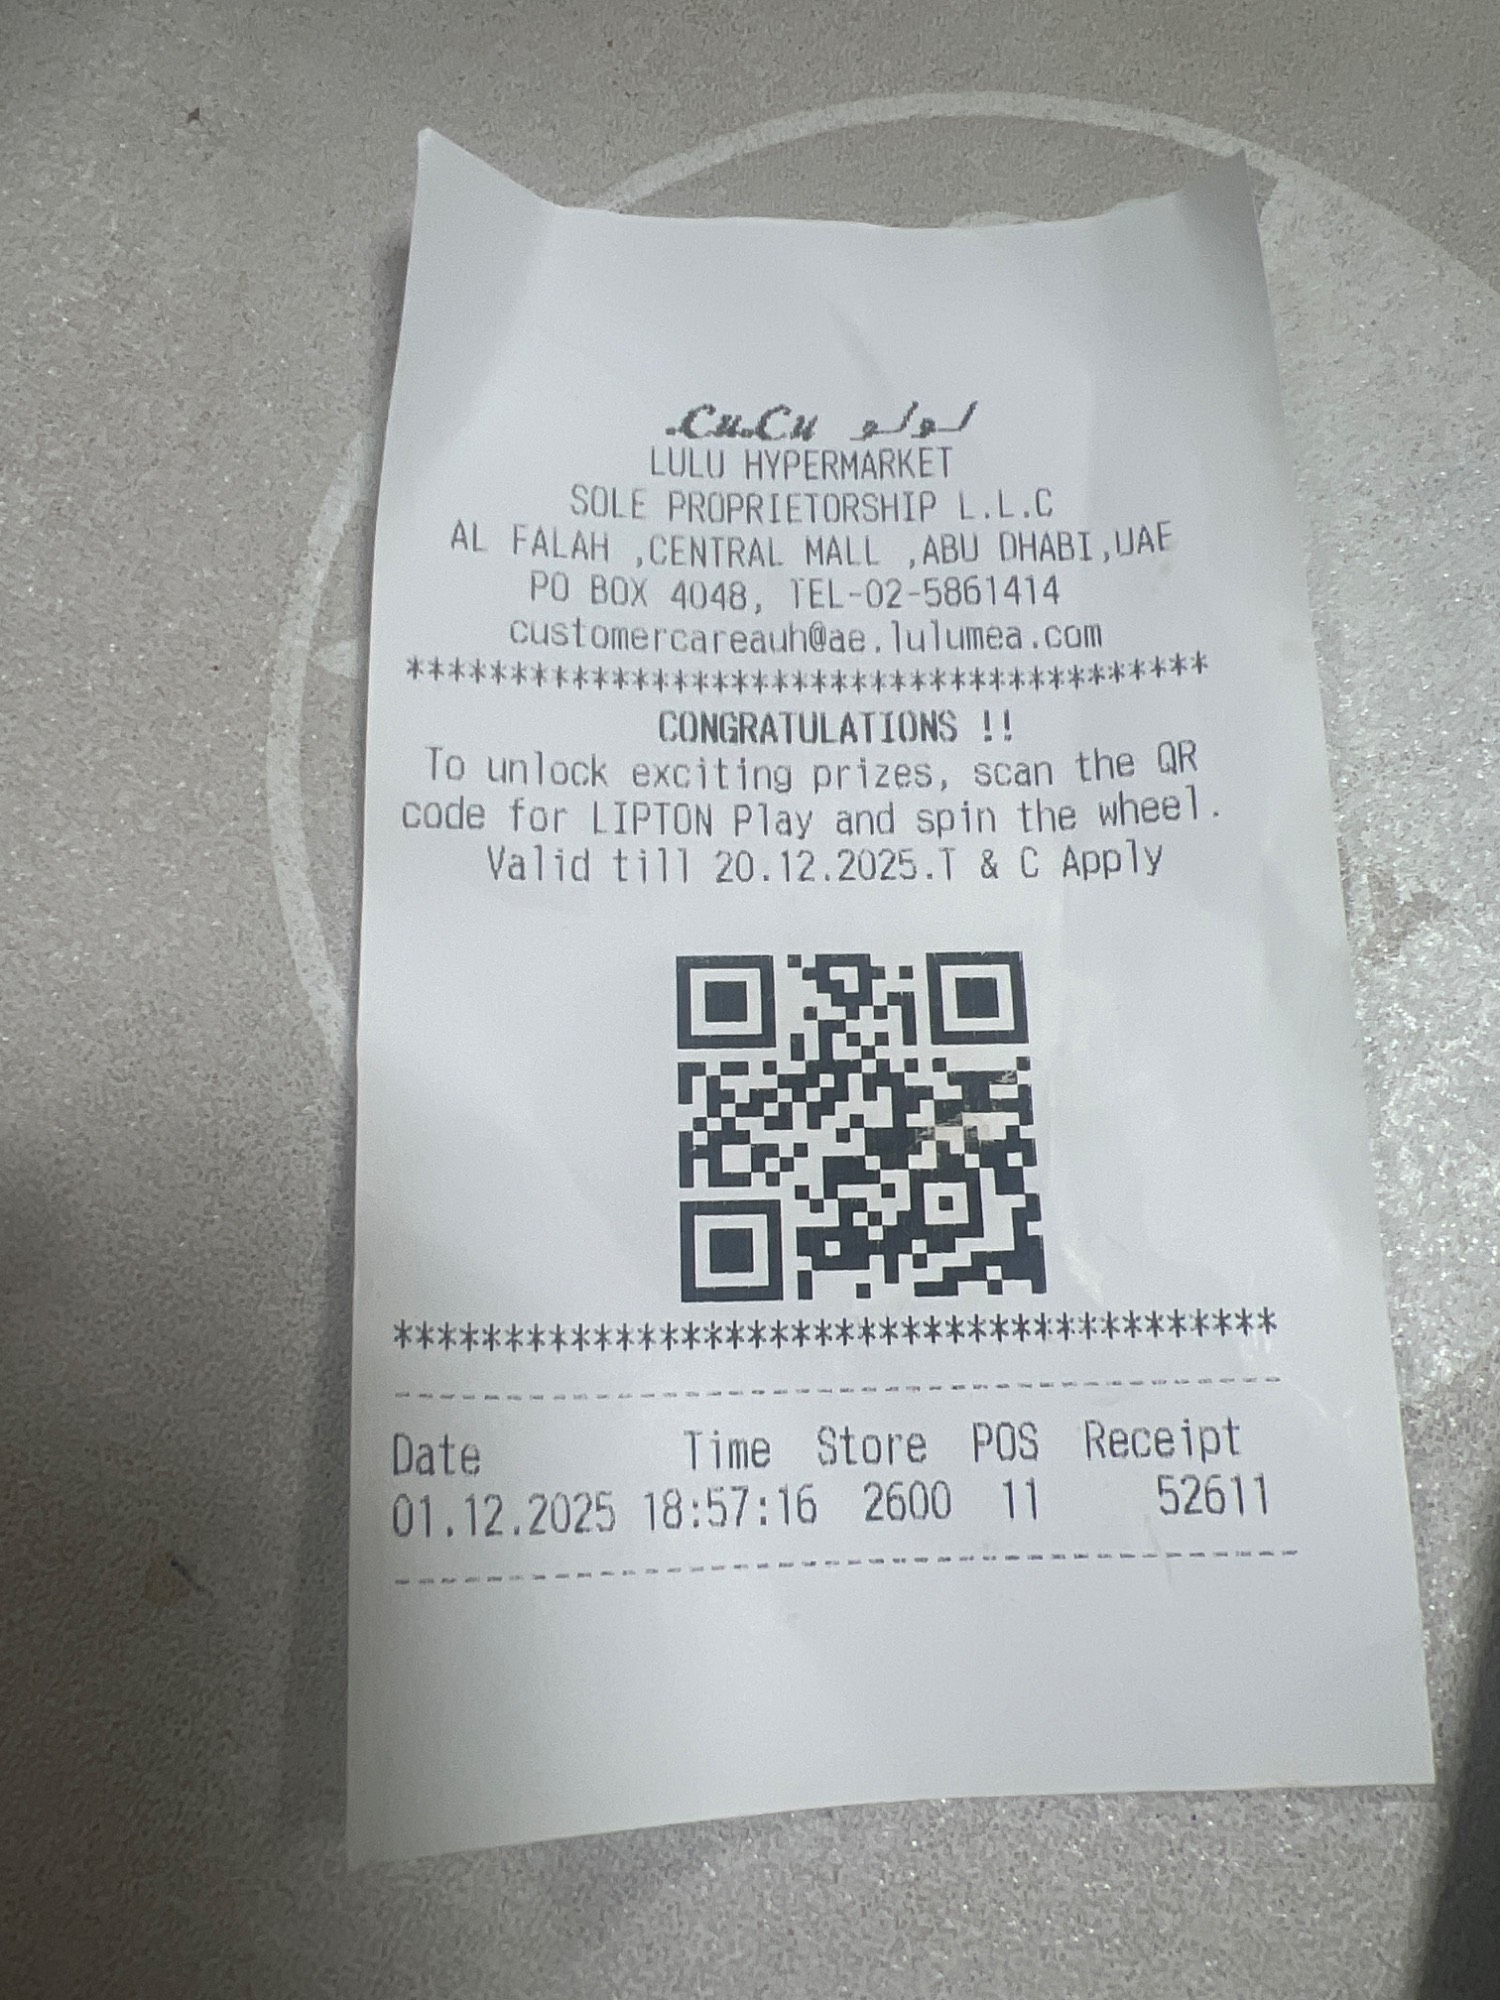 LuLu لولو
LULU HYPERMARKET
SOLE PROPRIETORSHIP L.L.C
AL FALAH ,CENTRAL MALL ,ABU DHABI,UAE
PO BOX 4048, TEL-02-5861414
customercareauh@ae.lulumea.com
****************************************
CONGRATULATIONS !!
To unlock exciting prizes, scan the QR
code for LIPTON Play and spin the wheel.
Valid till 20.12.2025.T & C Apply
****************************************
------------------------------------------
Date Time Store POS Receipt
01.12.2025 18:57:16 2600 11 52611
------------------------------------------